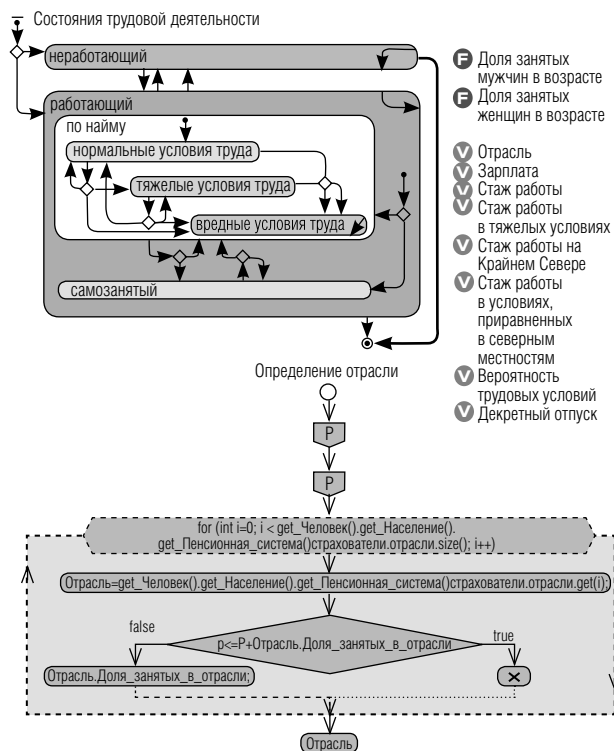 Состояния трудовой деятельности
неработающий
работающий
по найму
нормальные условия труда
тяжелые условия труда
вредные условия труда
самозанятый
F Доля занятых
мужчин в возрасте
F Доля занятых
женщин в возрасте
V Отрасль
V Зарплата
V Стаж работы
V Стаж работы
в тяжелых условиях
V Стаж работы на
Крайнем Севере
V Стаж работы
в условиях,
приравненных
в северным
местностям
V Вероятность
трудовых условий
V Декретный отпуск
Определение отрасли
P
P
for (int i=0; i < get_Человек().get_Население().
get_Пенсионная_система()страхователи.отрасли.size(); i++)
Отрасль=get_Человек().get_Население().get_Пенсионная_система()страхователи.отрасли.get(i);
false
p<=P+Отрасль.Доля_занятых_в_отрасли
true
Отрасль.Доля_занятых_в_отрасли;
Отрасль